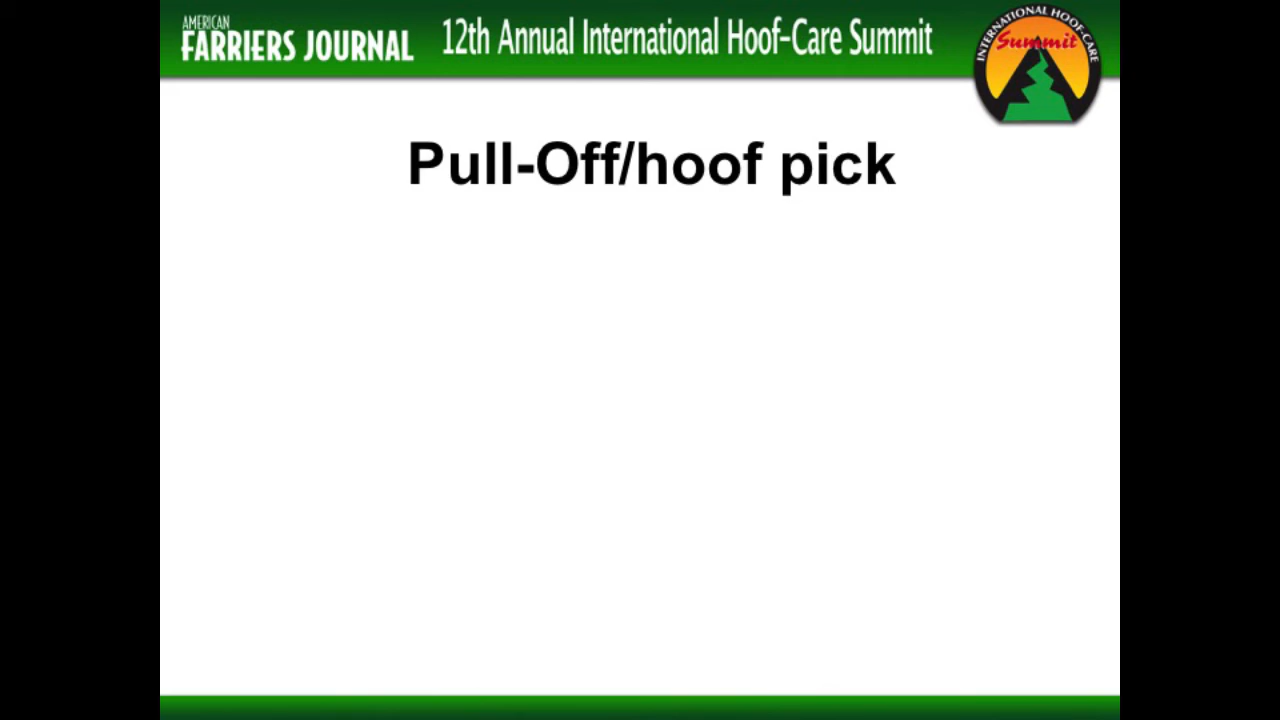 AMERICAN
FARRIERS JOURNAL
12th Annual International Hoof-Care Summit
INTERNATIONAL HOOF-CARE
Summit
Pull-Off/hoof pick